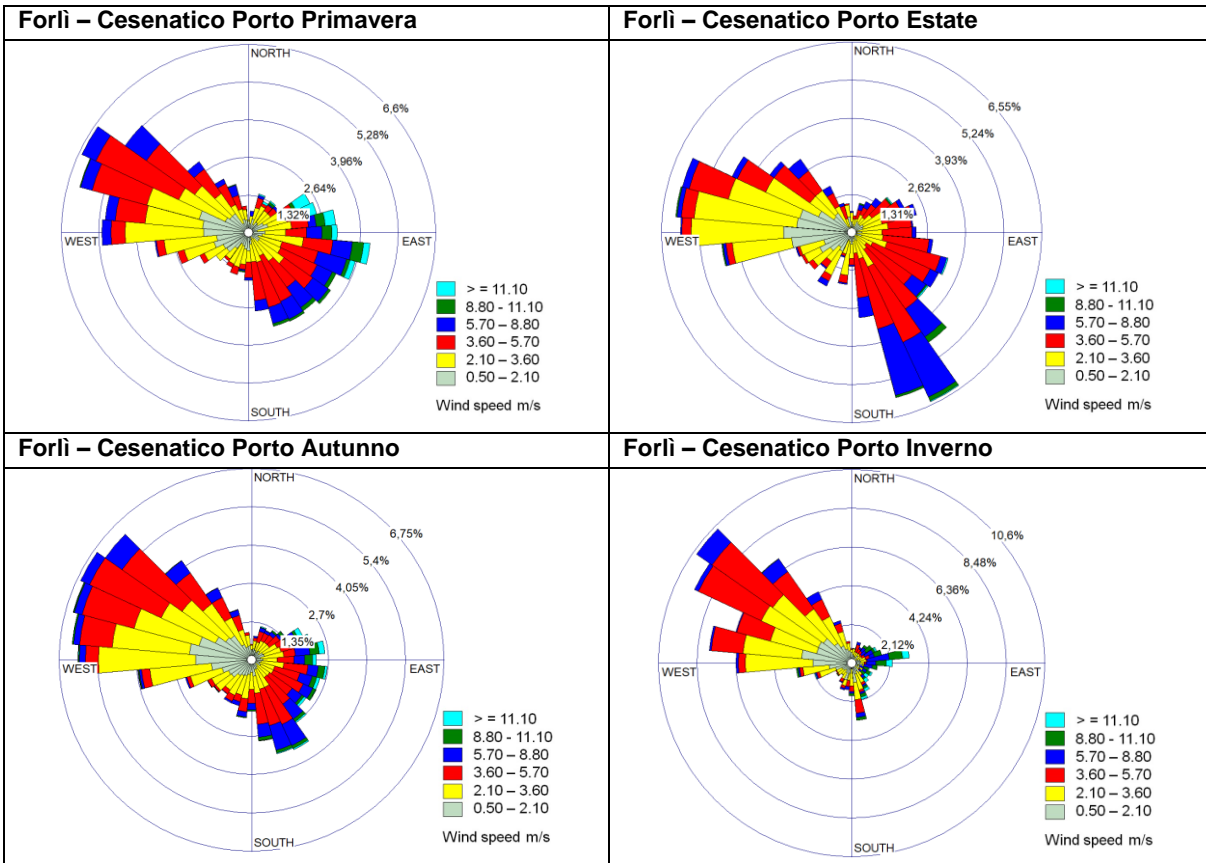 Forlì – Cesenatico Porto Primavera
NORTH
6,6%
5,28%
3,96%
2,64%
1,32%
WEST
EAST
SOUTH
> = 11.10
8.80 - 11.10
5.70 – 8.80
3.60 – 5.70
2.10 – 3.60
0.50 – 2.10
Wind speed m/s
Forlì – Cesenatico Porto Estate
NORTH
6,55%
5,24%
3,93%
2,62%
1,31%
WEST
EAST
SOUTH
> = 11.10
8.80 - 11.10
5.70 – 8.80
3.60 – 5.70
2.10 – 3.60
0.50 – 2.10
Wind speed m/s
Forlì – Cesenatico Porto Autunno
NORTH
6,75%
5,4%
4,05%
2,7%
1,35%
WEST
EAST
SOUTH
> = 11.10
8.80 - 11.10
5.70 – 8.80
3.60 – 5.70
2.10 – 3.60
0.50 – 2.10
Wind speed m/s
Forlì – Cesenatico Porto Inverno
NORTH
10,6%
8,48%
6,36%
4,24%
2,12%
WEST
EAST
SOUTH
> = 11.10
8.80 - 11.10
5.70 – 8.80
3.60 – 5.70
2.10 – 3.60
0.50 – 2.10
Wind speed m/s